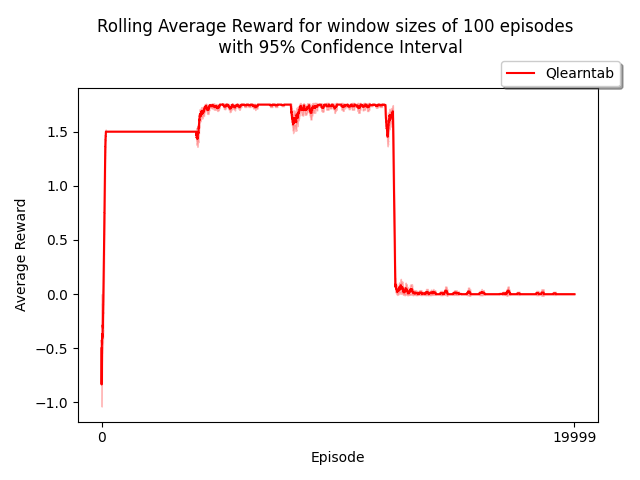 Rolling Average Reward for window sizes of 100 episodes
with 95% Confidence Interval
Qlearntab
Average Reward
1.5
1.0
0.5
0.0
−0.5
−1.0
0
19999
Episode